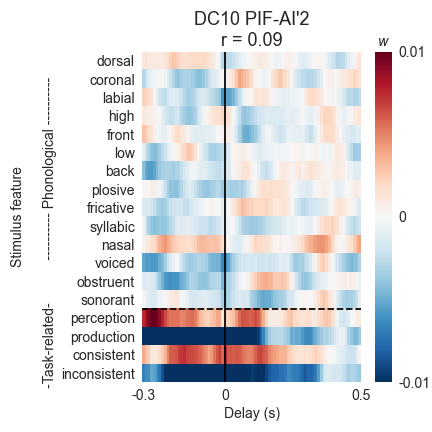 DC10 PIF-AI'2
r = 0.09
w
dorsal
coronal
labial
high
front
low
back
plosive
fricative
syllabic
nasal
voiced
obstruent
sonorant
perception
production
consistent
inconsistent
Stimulus feature
-Task-related- ---------- Phonological ----------
-0.3 0 0.5
Delay (s)
0.01
0
-0.01